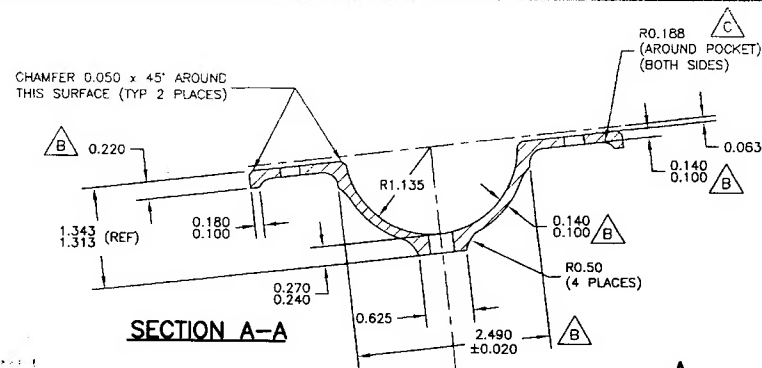 C
R0.188
(AROUND POCKET)
(BOTH SIDES)
CHAMFER 0.050 x 45° AROUND
THIS SURFACE (TYP 2 PLACES)
B 0.220
0.063
0.140
0.100 B
R1.135
1.343
1.313 (REF)
0.180
0.100
0.140
0.100 B
R0.50
(4 PLACES)
0.270
0.240
0.625
2.490
±0.020 B
SECTION A-A
A